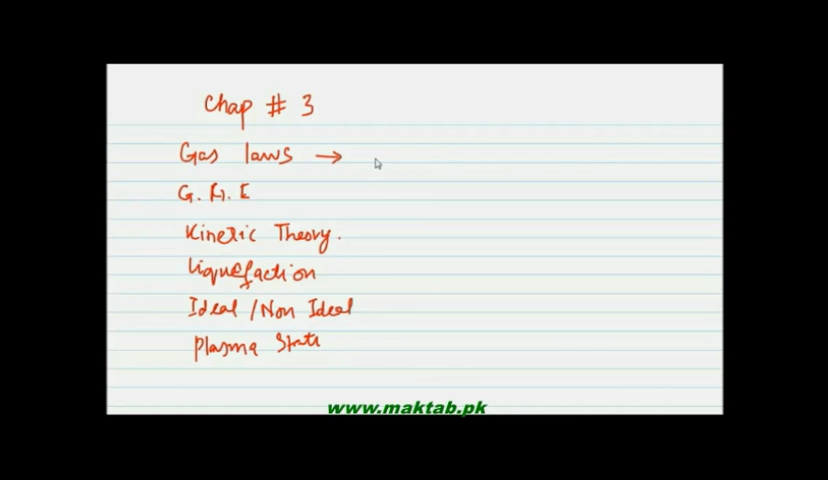 Chap # 3
Gas laws →
G. R. E
Kinetic Theory.
Liquefaction
Ideal / Non Ideal
Plasma State
www.maktab.pk